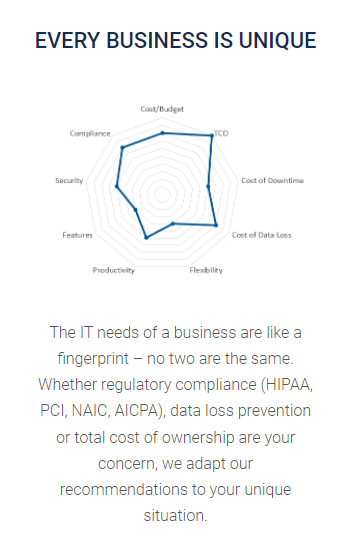 EVERY BUSINESS IS UNIQUE
Cost/Budget
Compliance
TCO
Security
Cost of Downtime
Features
Cost of Data Loss
Productivity
Flexibility
The IT needs of a business are like a
fingerprint – no two are the same.
Whether regulatory compliance (HIPAA,
PCI, NAIC, AICPA), data loss prevention
or total cost of ownership are your
concern, we adapt our
recommendations to your unique
situation.